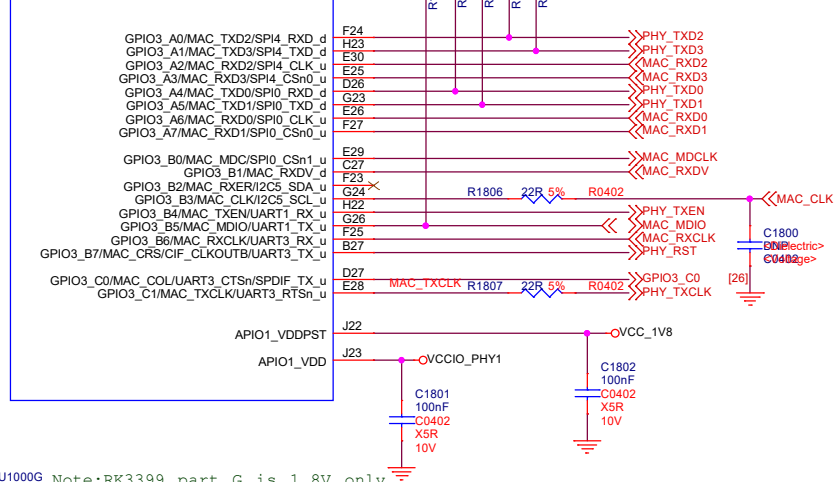 GPIO3_A0/MAC_TXD2/SPI4_RXD_d F24 PHY_TXD2
GPIO3_A1/MAC_TXD3/SPI4_TXD_d H23 PHY_TXD3
GPIO3_A2/MAC_RXD2/SPI4_CLK_u E30 MAC_RXD2
GPIO3_A3/MAC_RXD3/SPI4_CSn0_u E25 MAC_RXD3
GPIO3_A4/MAC_TXD0/SPI0_RXD_d D26 PHY_TXD0
GPIO3_A5/MAC_TXD1/SPI0_TXD_d G23 PHY_TXD1
GPIO3_A6/MAC_RXD0/SPI0_CLK_u E26 MAC_RXD0
GPIO3_A7/MAC_RXD1/SPI0_CSn0_u F27 MAC_RXD1
GPIO3_B0/MAC_MDC/SPI0_CSn1_u E29 MAC_MDCLK
GPIO3_B1/MAC_RXDV_d C27 MAC_RXDV
GPIO3_B2/MAC_RXER/I2C5_SDA_u F23
GPIO3_B3/MAC_CLK/I2C5_SCL_u G24 R1806 22R 5% R0402 MAC_CLK
GPIO3_B4/MAC_TXEN/UART1_RX_u H22 PHY_TXEN
GPIO3_B5/MAC_MDIO/UART1_TX_u G26 MAC_MDIO
GPIO3_B6/MAC_RXCLK/UART3_RX_u F25 MAC_RXCLK
GPIO3_B7/MAC_CRS/CIF_CLKOUTB/UART3_TX_u B27 PHY_RST
C1800
DNP
C0402
[26]
GPIO3_C0/MAC_COL/UART3_CTSn/SPDIF_TX_u D27 GPIO3_C0
GPIO3_C1/MAC_TXCLK/UART3_RTSn_u E28 MAC_TXCLK R1807 22R 5% R0402 PHY_TXCLK
APIO1_VDDPST J22 VCC_1V8
APIO1_VDD J23 VCCIO_PHY1
C1802
100nF
C0402
X5R
10V
C1801
100nF
C0402
X5R
10V
U1000G Note:RK3399 part G is 1.8V only